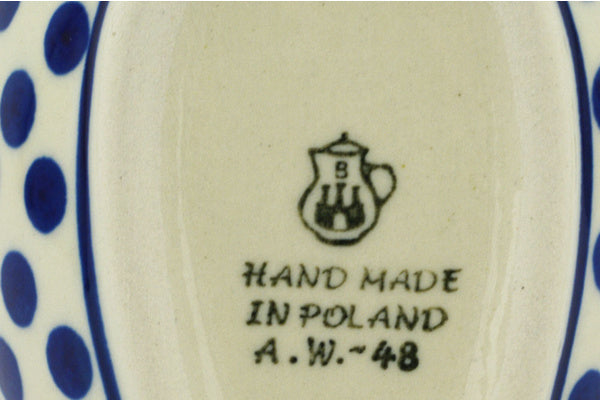 B
HAND MADE
IN POLAND
A.W.-48